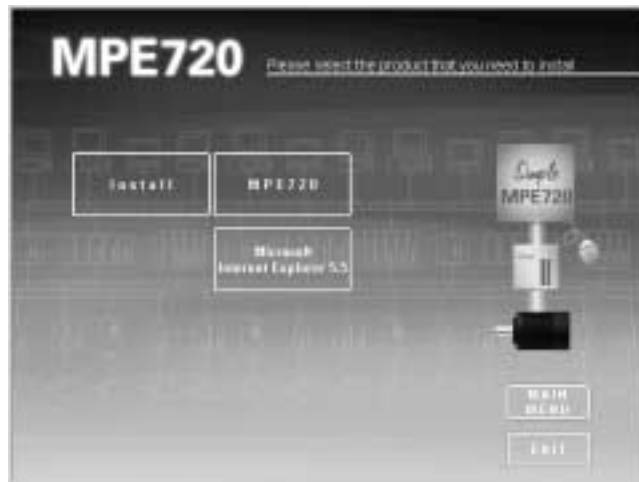 MPE720
Please select the product that you need to install
Install
MPE720
Microsoft
Internet Explorer 5.5
Simple
MPE720
MAIN
MENU
Exit